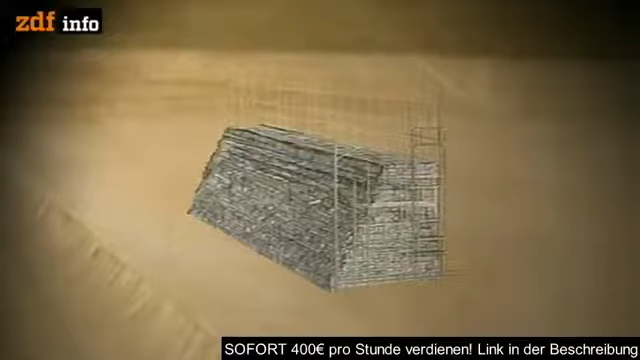 zdf info
SOFORT 400€ pro Stunde verdienen! Link in der Beschreibung